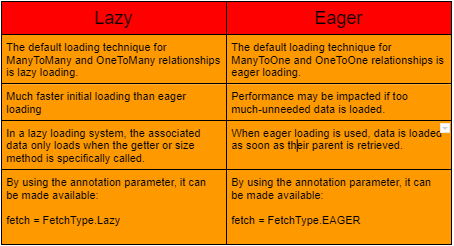 Lazy
Eager
The default loading technique for
ManyToMany and OneToMany relationships
is lazy loading.
The default loading technique for
ManyToOne and OneToOne relationships is
eager loading.
Much faster initial loading than eager
loading
Performance may be impacted if too
much-unneeded data is loaded.
In a lazy loading system, the associated
data only loads when the getter or size
method is specifically called.
When eager loading is used, data is loaded
as soon as their parent is retrieved.
By using the annotation parameter, it can
be made available:
fetch = FetchType.Lazy
By using the annotation parameter, it can
be made available:
fetch = FetchType.EAGER